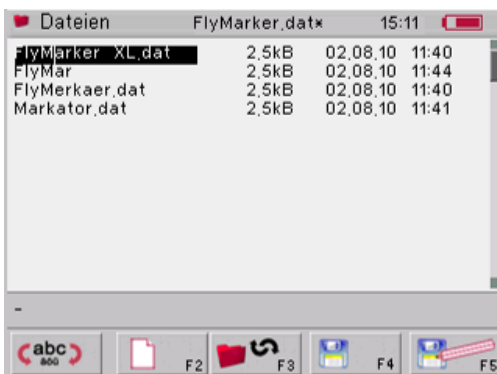 Dateien FlyMarker.dat* 15:11
FlyMarker XL.dat 2,5kB 02.08.10 11:40
FlyMar 2,5kB 02.08.10 11:44
FlyMerkaer.dat 2,5kB 02.08.10 11:40
Markator.dat 2,5kB 02.08.10 11:41
-
abc äöü F2 F3 F4 F5